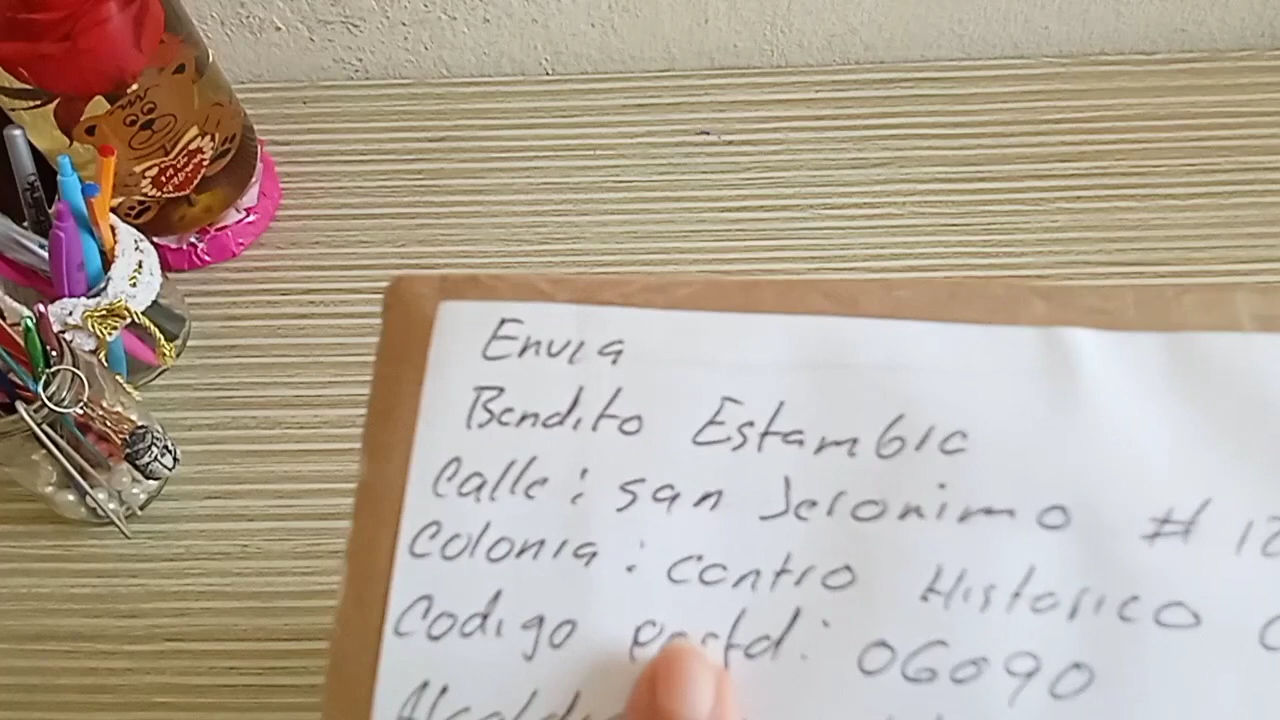 Envia
Bendito Estambre
Calle: San Jeronimo #
Colonia: Centro Historico
Codigo Postal: 06090